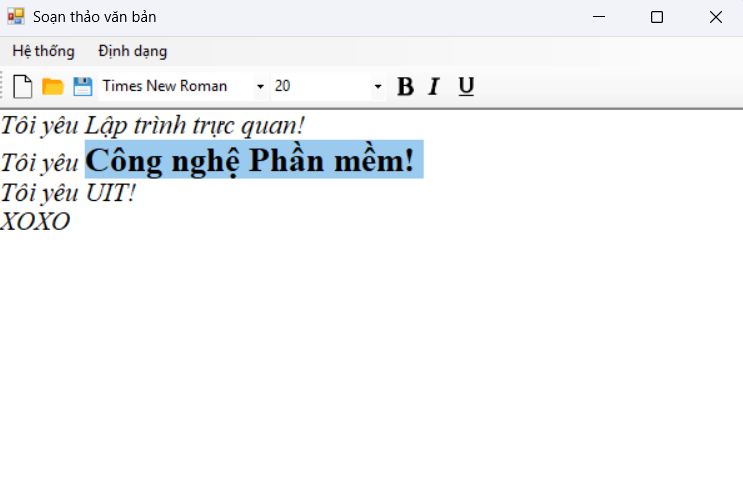 Soạn thảo văn bản
Hệ thống Định dạng
Times New Roman 20 B I U
Tôi yêu Lập trình trực quan!
Tôi yêu Công nghệ Phần mềm!
Tôi yêu UIT!
XOXO